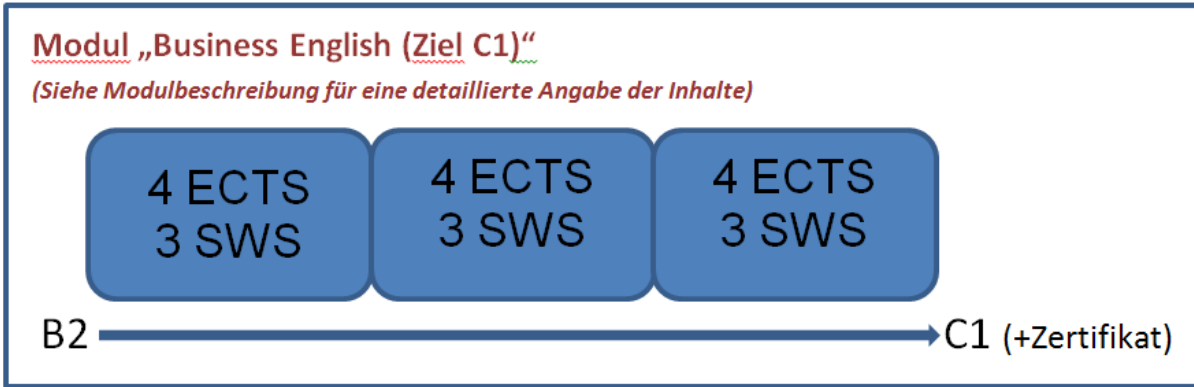 Modul „Business English (Ziel C1)“
(Siehe Modulbeschreibung für eine detaillierte Angabe der Inhalte)
4 ECTS
3 SWS
4 ECTS
3 SWS
4 ECTS
3 SWS
B2
C1 (+Zertifikat)